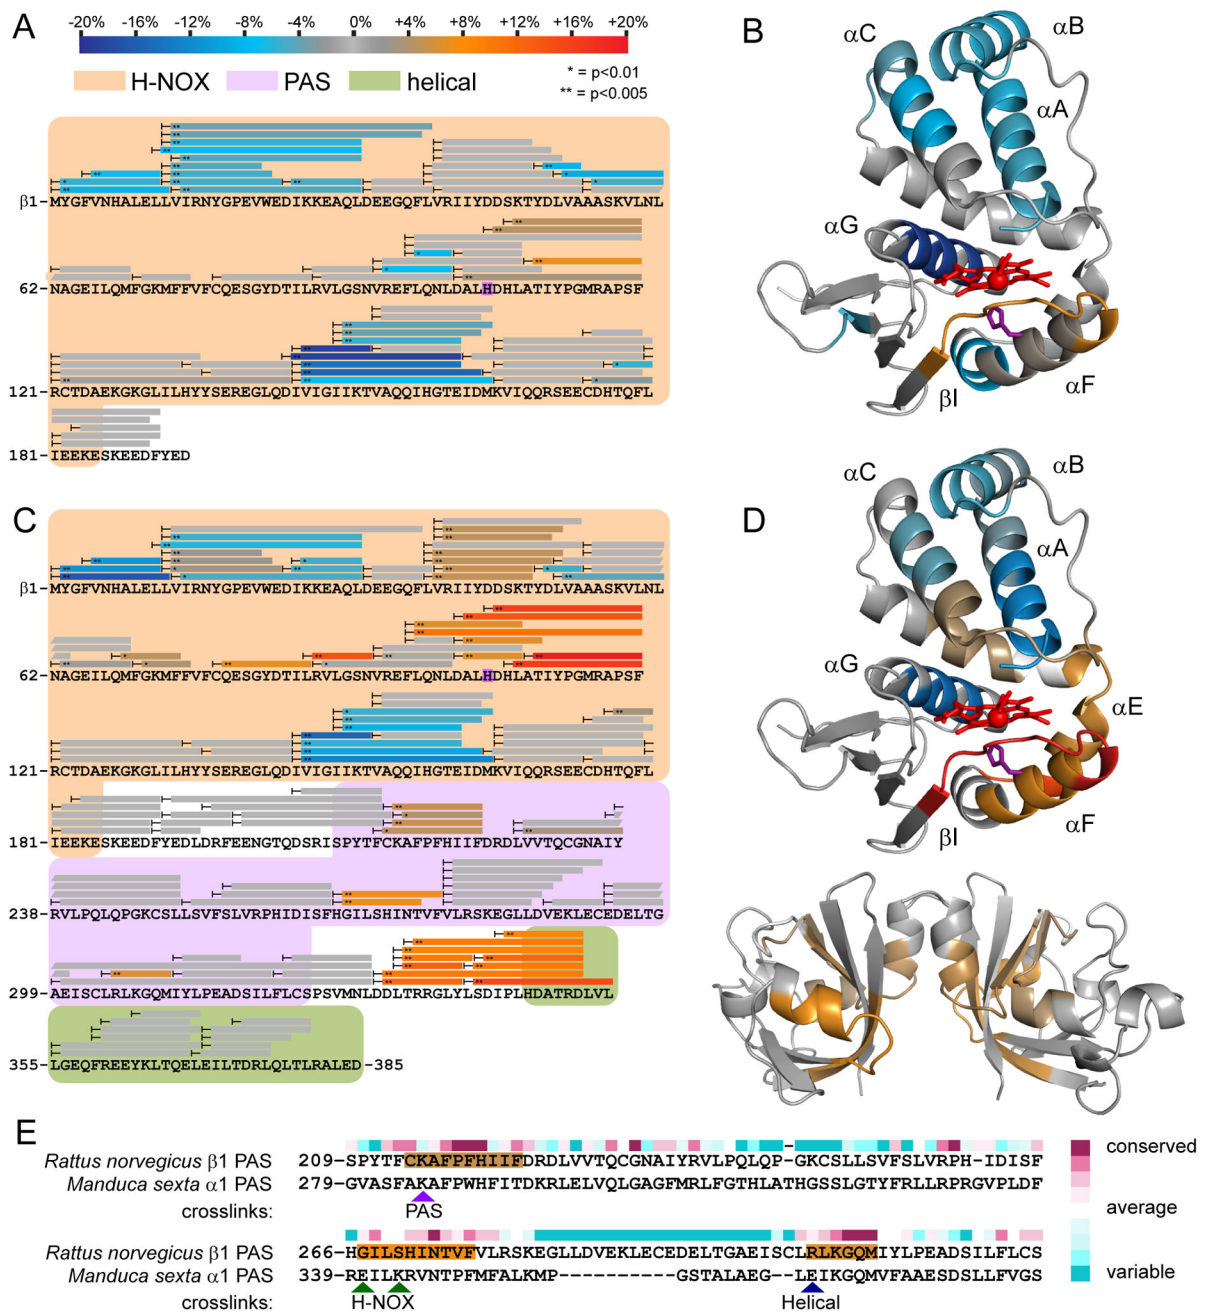 A
-20% -16% -12% -8% -4% 0% +4% +8% +12% +16% +20%
H-NOX PAS helical
* = p<0.01
** = p<0.005
β1 - MYGFVNHALELLVIRNYGPEVWEDIKKEAQLDEEGQFLVRIIYDDSKTYDLVAAASKVLNL
62 - NAGEILQMFGKMFFVFCQESGYDTILRVLGSNVREFLQNLDALHDHLATIYPGMRAPSF
121 - RCTDAEKGKGLILHYYSEREGLQDIVIGIIKTVAQQIHGTEIDMKVIQQRSEECDHTQFL
181 - IEEKESKEEDFYED
B
αC
αB
αA
αG
αF
βI
C
β1 - MYGFVNHALELLVIRNYGPEVWEDIKKEAQLDEEGQFLVRIIYDDSKTYDLVAAASKVLNL
62 - NAGEILQMFGKMFFVFCQESGYDTILRVLGSNVREFLQNLDALHDHLATIYPGMRAPSF
121 - RCTDAEKGKGLILHYYSEREGLQDIVIGIIKTVAQQIHGTEIDMKVIQQRSEECDHTQFL
181 - IEEKESKEEDFYEDLDRFEENGTQDSRISPYTFCKAFPFHIIFDRDLVVTQCGNAIY
238 - RVLPQLQPGKCSLLSVFSLVRPHIDISFHGILSHINTVFVLRSKEGLLDVEKLECEDELTG
299 - AEISCLRLKGQMIYLPEADSILFLCSPSVMNLDDLTRRGLYLSDIPLHDATRDLVL
355 - LGEQFREEYKLTQELEILTDRLQLTLRALED - 385
D
αC
αB
αA
αG
αE
αF
βI
E
Rattus norvegicus β1 PAS 209 - SPYTFCKAFPFHIIFDRDLVVTQCGNAIYRVLPQLQP-GKCSLLSVFSLVRPH-IDISF
Manduca sexta α1 PAS 279 - GVASFAKAFPWHFITDKRLELVQLGAGFMRLFGTHLATHGSSLGTYFRLLRPRGVPLDF
crosslinks: PAS
Rattus norvegicus β1 PAS 266 - HGILSHINTVFVLRSKEGLLDVEKLECEDELTGAEISCLRLKGQMIYLPEADSILFLCS
Manduca sexta α1 PAS 339 - REILKRVNTPFMFALKMP----------GSTALAEG--LEIKGQMVFAAESDSLLFVGS
crosslinks: H-NOX Helical
conserved
average
variable